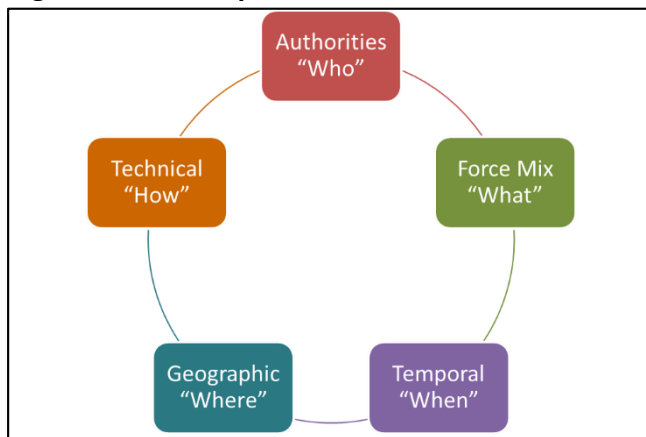 Authorities
“Who”
Force Mix
“What”
Temporal
“When”
Geographic
“Where”
Technical
“How”